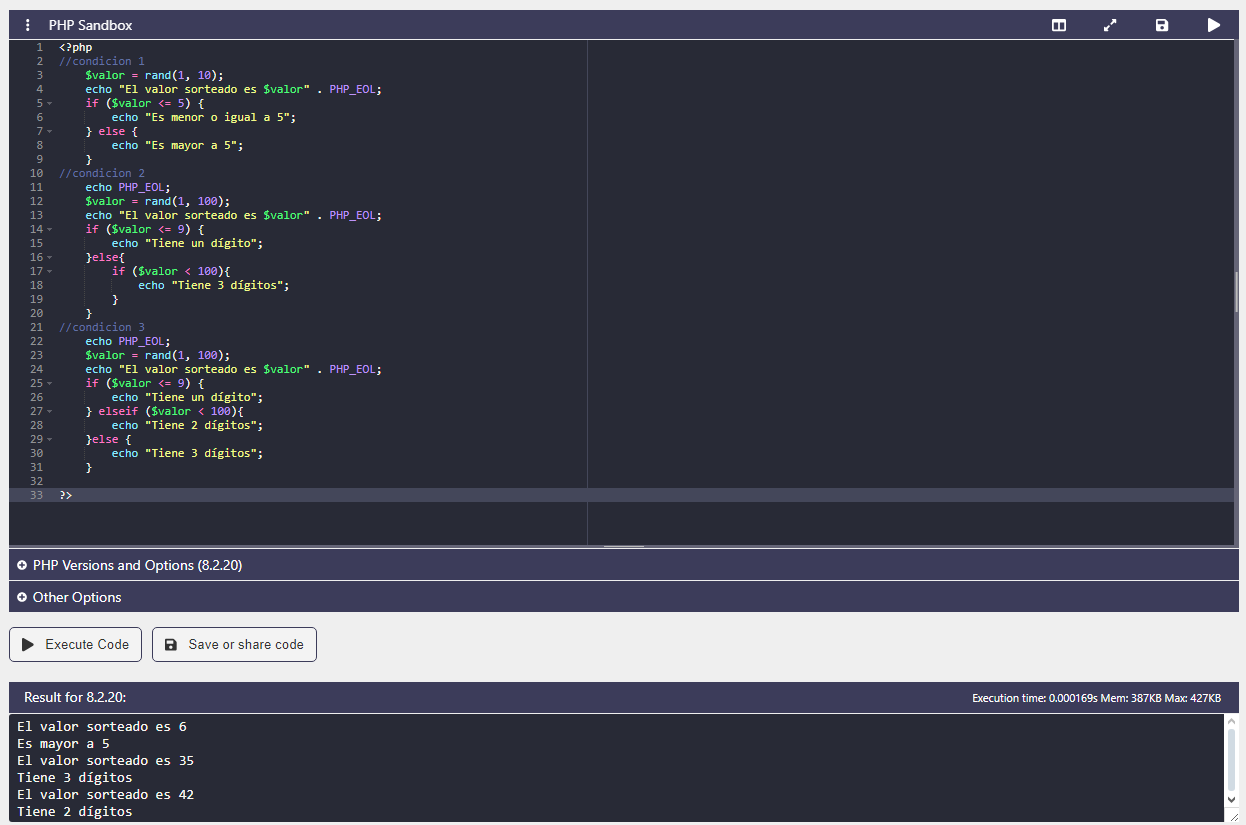 PHP Sandbox
1 <?php
2 //condicion 1
3     $valor = rand(1, 10);
4     echo "El valor sorteado es $valor" . PHP_EOL;
5     if ($valor <= 5) {
6         echo "Es menor o igual a 5";
7     } else {
8         echo "Es mayor a 5";
9     }
10 //condicion 2
11     echo PHP_EOL;
12     $valor = rand(1, 100);
13     echo "El valor sorteado es $valor" . PHP_EOL;
14     if ($valor <= 9) {
15         echo "Tiene un dígito";
16     }else{
17         if ($valor < 100){
18             echo "Tiene 3 dígitos";
19         }
20     }
21 //condicion 3
22     echo PHP_EOL;
23     $valor = rand(1, 100);
24     echo "El valor sorteado es $valor" . PHP_EOL;
25     if ($valor <= 9) {
26         echo "Tiene un dígito";
27     } elseif ($valor < 100){
28         echo "Tiene 2 dígitos";
29     }else {
30         echo "Tiene 3 dígitos";
31     }
32
33 ?>
PHP Versions and Options (8.2.20)
Other Options
Execute Code Save or share code
Result for 8.2.20: Execution time: 0.000169s Mem: 387KB Max: 427KB
El valor sorteado es 6
Es mayor a 5
El valor sorteado es 35
Tiene 3 dígitos
El valor sorteado es 42
Tiene 2 dígitos